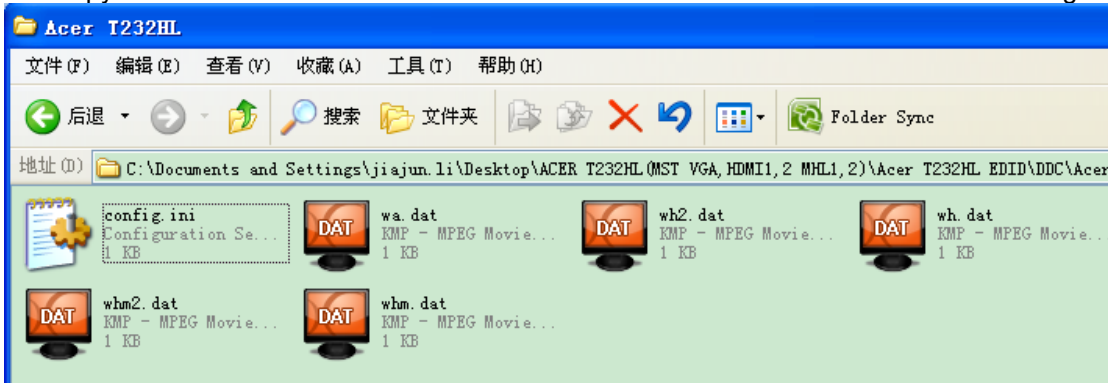 Acer T232HL
文件(F) 编辑(E) 查看(V) 收藏(A) 工具(T) 帮助(H)
后退 搜索 文件夹 Folder Sync
地址(D) C:\Documents and Settings\jiajun.li\Desktop\ACER T232HL(MST VGA,HDMI1,2 MHL1,2)\Acer T232HL EDID\DDC\Acer
config.ini
Configuration Se...
1 KB
DAT
wa.dat
KMP - MPEG Movie...
1 KB
DAT
wh2.dat
KMP - MPEG Movie...
1 KB
DAT
wh.dat
KMP - MPEG Movie...
1 KB
DAT
whm2.dat
KMP - MPEG Movie...
1 KB
DAT
whm.dat
KMP - MPEG Movie...
1 KB